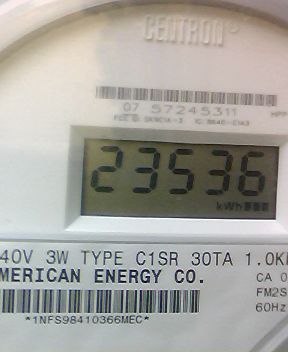 CENTRON®
07 57245311
23536
kWh
40V 3W TYPE C1SR 30TA 1.0K
MERICAN ENERGY CO.
CA 0
FM2S
60Hz
*1NFS98410366MEC*